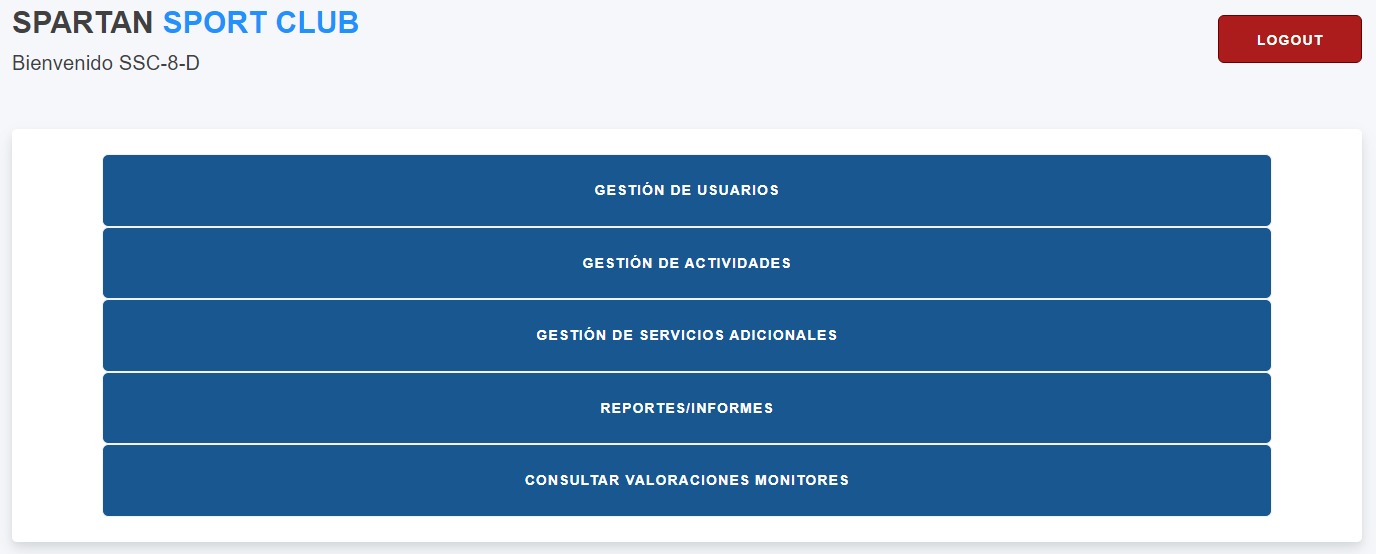 SPARTAN SPORT CLUB
LOGOUT
Bienvenido SSC-8-D
GESTIÓN DE USUARIOS
GESTIÓN DE ACTIVIDADES
GESTIÓN DE SERVICIOS ADICIONALES
REPORTES/INFORMES
CONSULTAR VALORACIONES MONITORES